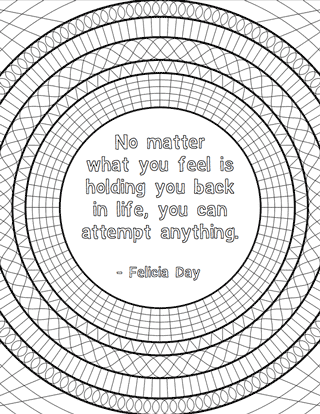 No matter
what you feel is
holding you back
in life, you can
attempt anything.
- Felicia Day